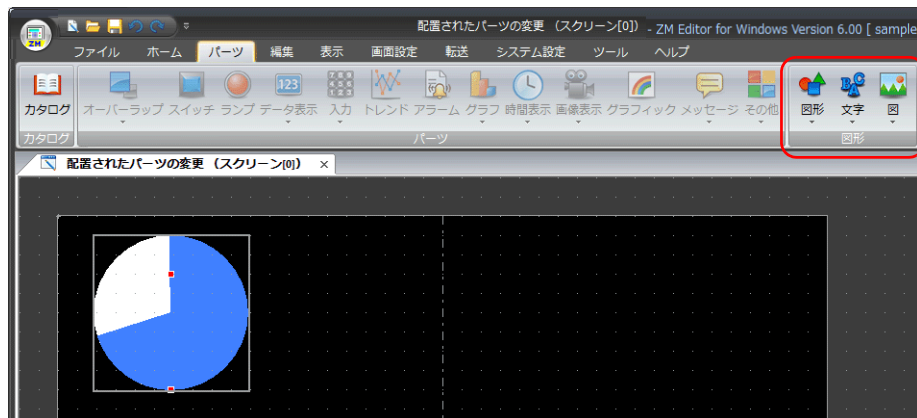 配置されたパーツの変更 （スクリーン[0]） - ZM Editor for Windows Version 6.00 [ sample
ZM
ファイル ホーム パーツ 編集 表示 画面設定 転送 システム設定 ツール ヘルプ
123
カタログ オーバーラップ スイッチ ランプ データ表示 入力 トレンド アラーム グラフ 時間表示 画像表示 グラフィック メッセージ その他 図形 文字 図
カタログ パーツ 図形
配置されたパーツの変更 （スクリーン[0]） ×